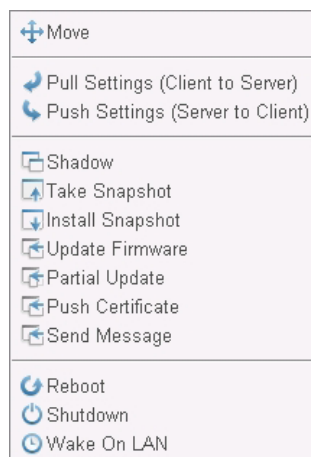 Move
Pull Settings (Client to Server)
Push Settings (Server to Client)
Shadow
Take Snapshot
Install Snapshot
Update Firmware
Partial Update
Push Certificate
Send Message
Reboot
Shutdown
Wake On LAN